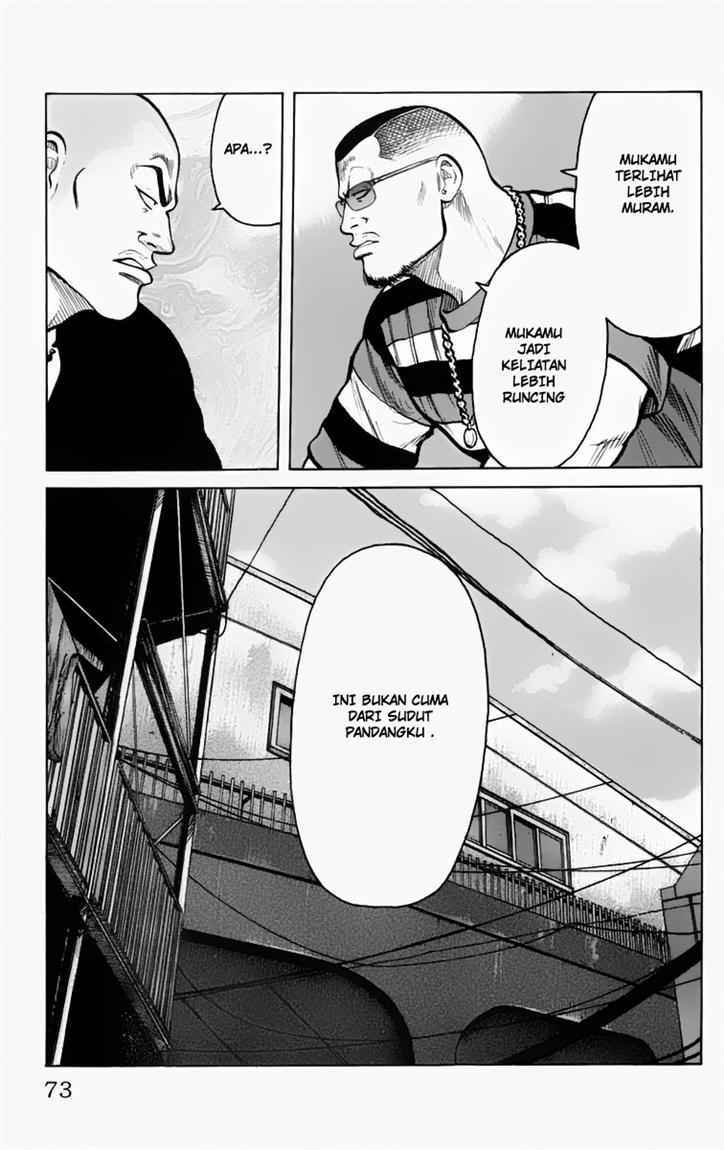 MUKAMU
TERLIHAT
LEBIH
MURAM.
MUKAMU
JADI
KELIATAN
LEBIH
RUNCING
APA...?
INI BUKAN CUMA
DARI SUDUT
PANDANGKU .
73